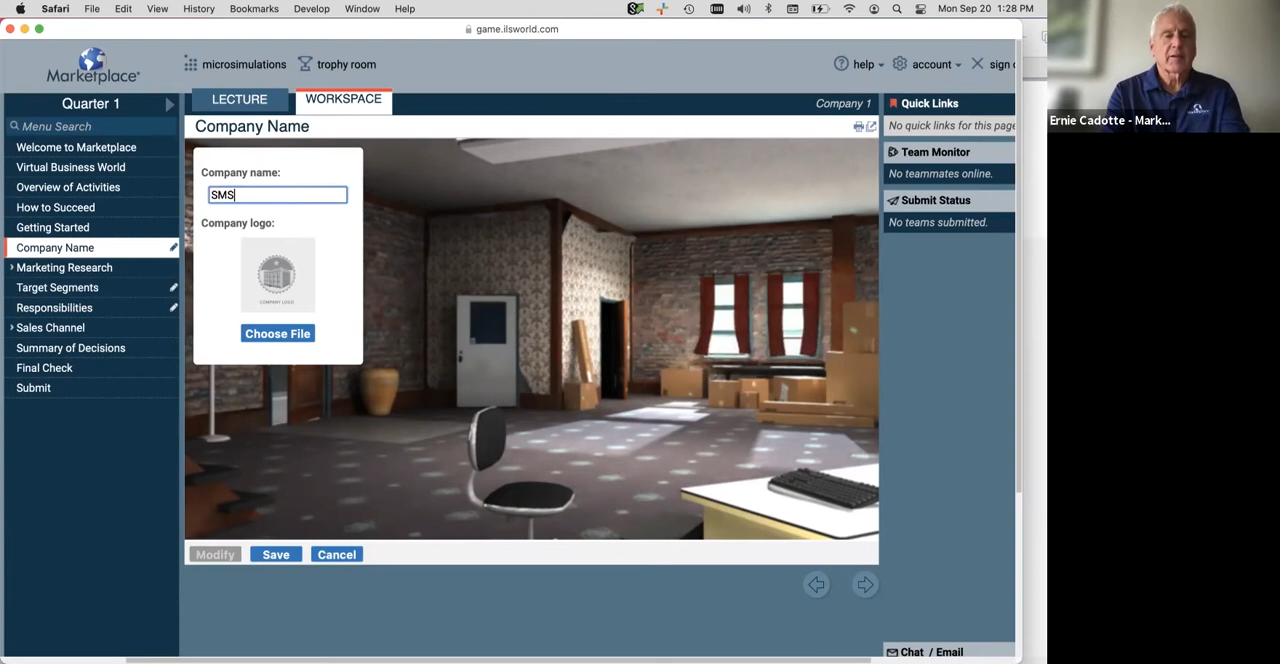 Safari File Edit View History Bookmarks Develop Window Help Mon Sep 20 1:28 PM
game.ilsworld.com
Marketplace
microsimulations trophy room help account sign
Quarter 1
Menu Search
Welcome to Marketplace
Virtual Business World
Overview of Activities
How to Succeed
Getting Started
Company Name
Marketing Research
Target Segments
Responsibilities
Sales Channel
Summary of Decisions
Final Check
Submit
LECTURE WORKSPACE Company 1
Company Name
Company name:
SMS
Company logo:
COMPANY LOGO
Choose File
Modify Save Cancel
Quick Links
No quick links for this page
Team Monitor
No teammates online.
Submit Status
No teams submitted.
Chat / Email
Ernie Cadotte - Mark...